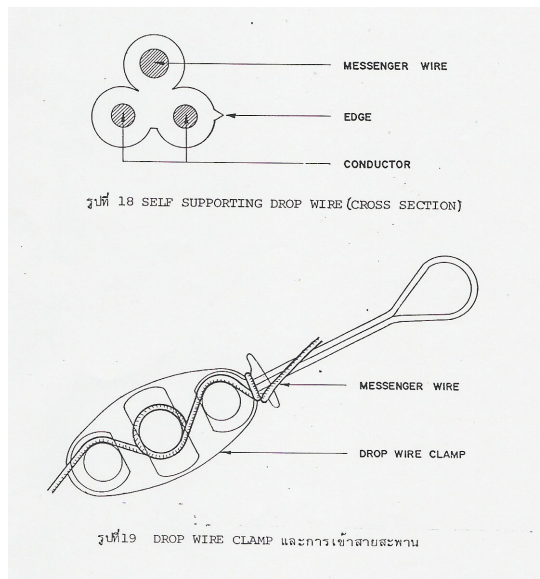 MESSENGER WIRE
EDGE
CONDUCTOR
รูปที่ 18 SELF SUPPORTING DROP WIRE (CROSS SECTION)
MESSENGER WIRE
DROP WIRE CLAMP
รูปที่19 DROP WIRE CLAMP และการเข้าสายสะพาน